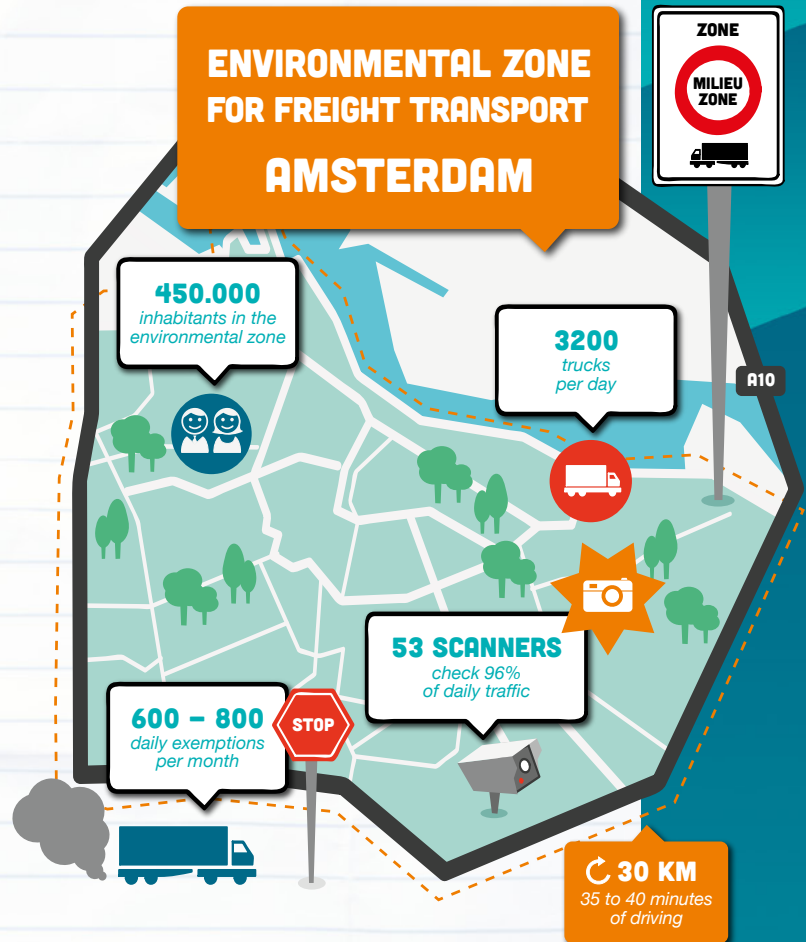 ENVIRONMENTAL ZONE
FOR FREIGHT TRANSPORT
AMSTERDAM
ZONE
MILIEU
ZONE
450.000
inhabitants in the
environmental zone
3200
trucks
per day
A10
53 SCANNERS
check 96%
of daily traffic
600 – 800
daily exemptions
per month
STOP
30 KM
35 to 40 minutes
of driving